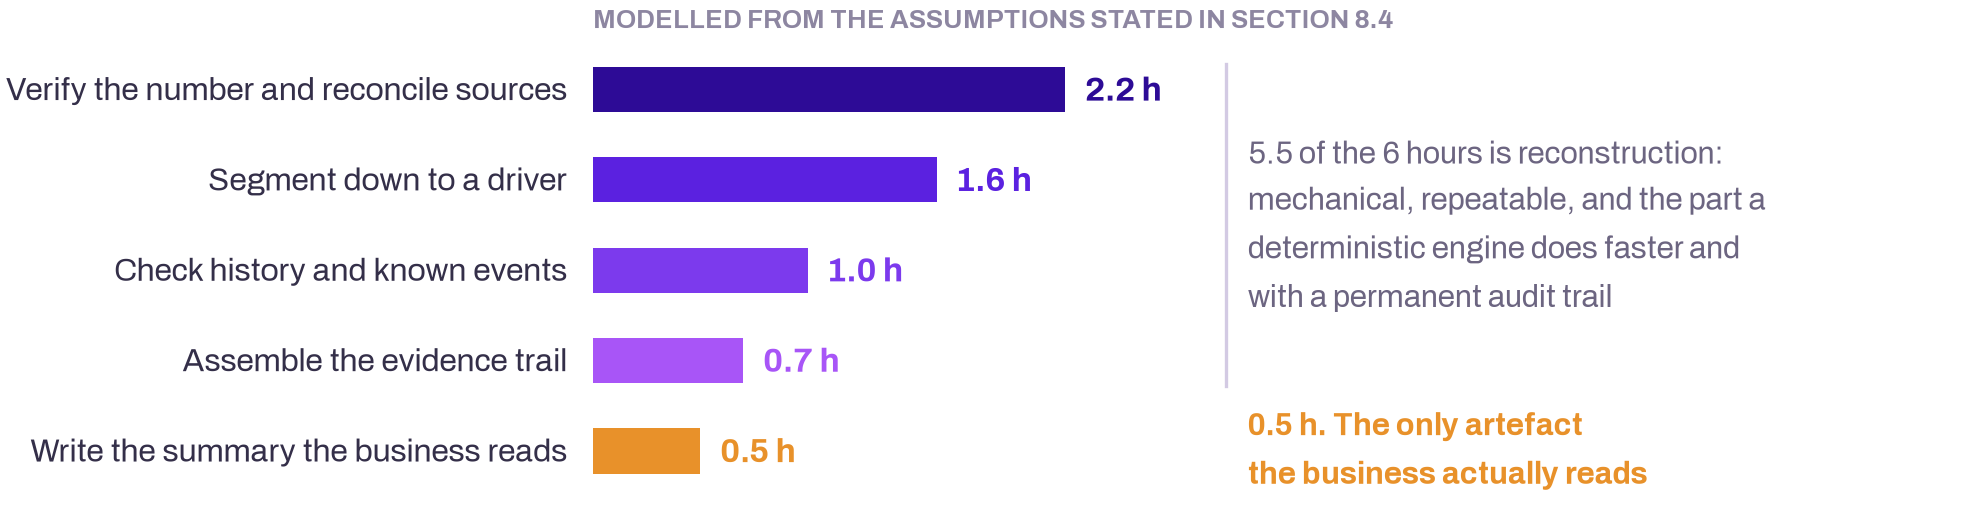 MODELLED FROM THE ASSUMPTIONS STATED IN SECTION 8.4
Verify the number and reconcile sources
2.2 h
Segment down to a driver
1.6 h
Check history and known events
1.0 h
Assemble the evidence trail
0.7 h
Write the summary the business reads
0.5 h
5.5 of the 6 hours is reconstruction:
mechanical, repeatable, and the part a
deterministic engine does faster and
with a permanent audit trail
0.5 h. The only artefact
the business actually reads